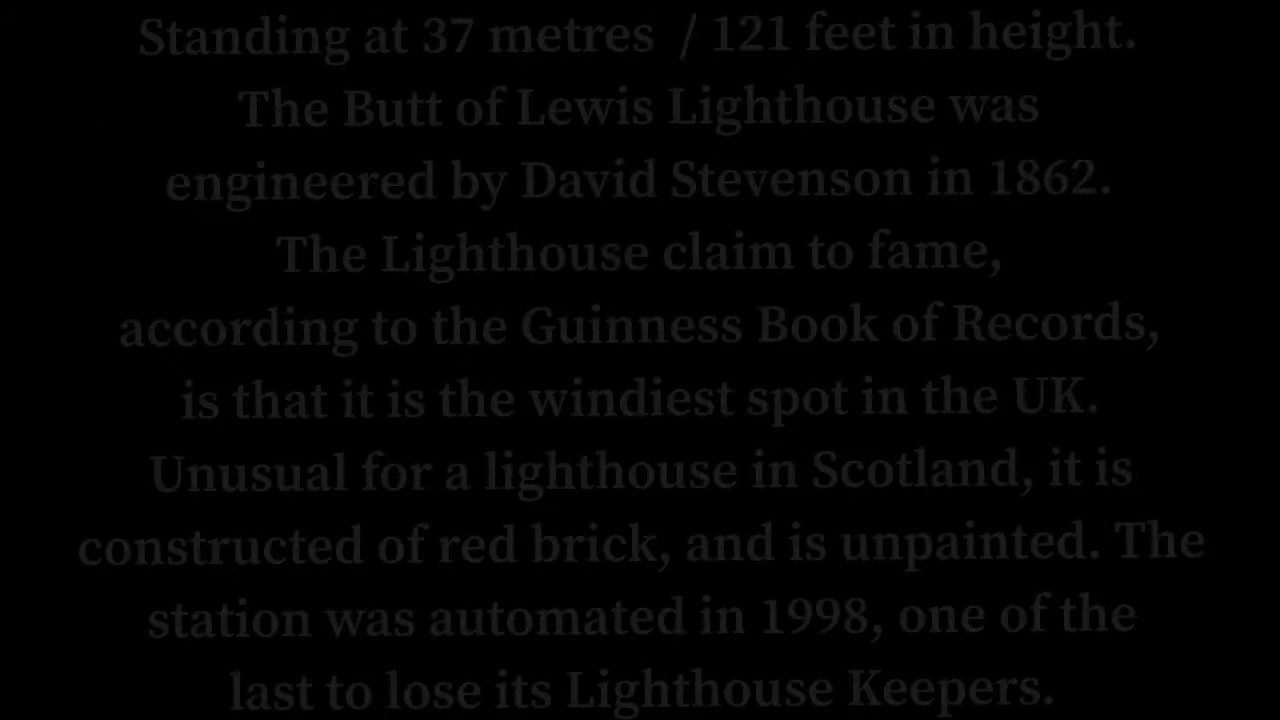 Standing at 37 metres  / 121 feet in height.
The Butt of Lewis Lighthouse was
engineered by David Stevenson in 1862.
The Lighthouse claim to fame,
according to the Guinness Book of Records,
is that it is the windiest spot in the UK.
Unusual for a lighthouse in Scotland, it is
constructed of red brick, and is unpainted. The
station was automated in 1998, one of the
last to lose its Lighthouse Keepers.